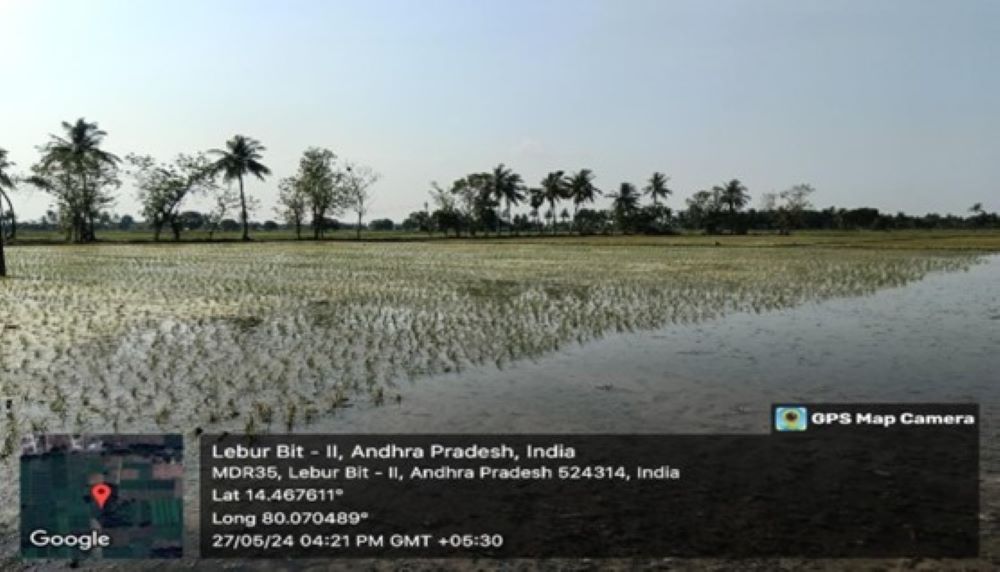 GPS Map Camera
Lebur Bit - II, Andhra Pradesh, India
MDR35, Lebur Bit - II, Andhra Pradesh 524314, India
Lat 14.467611°
Long 80.070489°
27/05/24 04:21 PM GMT +05:30
Google